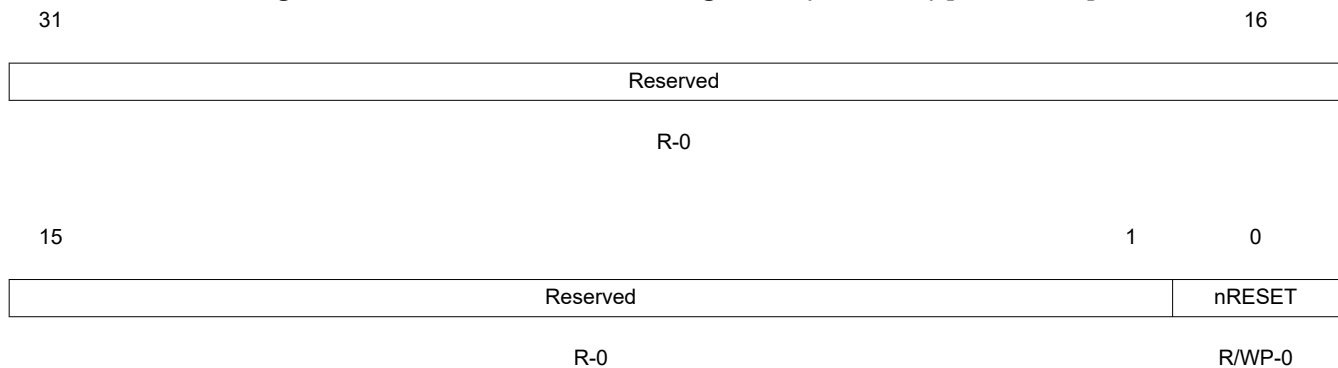 31 16
Reserved
R-0
15 1 0
Reserved nRESET
R-0 R/WP-0